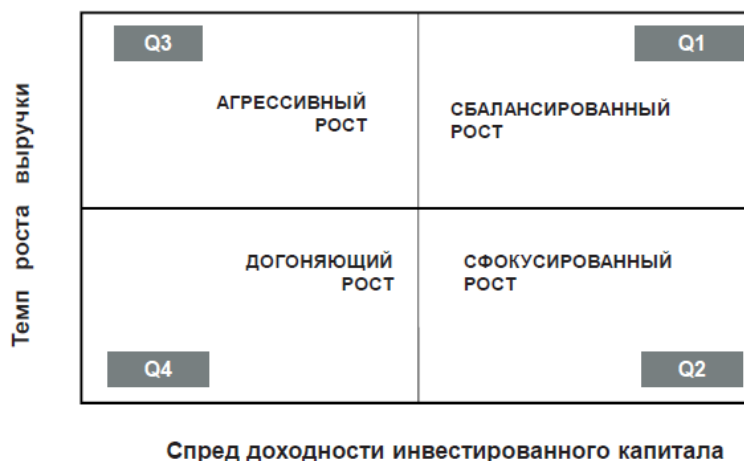 Q3
Q1
АГРЕССИВНЫЙ
РОСТ
СБАЛАНСИРОВАННЫЙ
РОСТ
Темп роста выручки
ДОГОНЯЮЩИЙ
РОСТ
СФОКУСИРОВАННЫЙ
РОСТ
Q4
Q2
Спред доходности инвестированного капитала